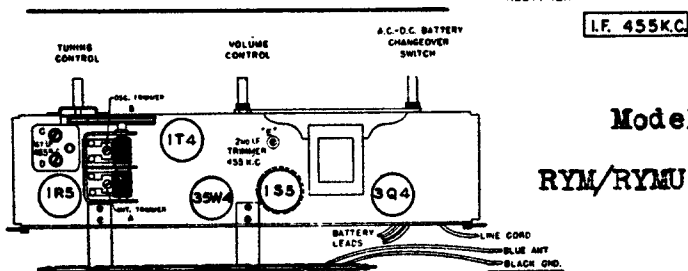 I.F. 455K.C.
TUNING CONTROL
VOLUME CONTROL
A.C.-D.C. BATTERY CHANGEOVER SWITCH
Model
RYM/RYMU
OSC. TRIMMER
B
C
D
1T4
"E"
2ND I.F. TRIMMER 455 K.C
1R5
35W4
1S5
3Q4
ANT. TRIMMER
A
BATTERY LEADS
LINE CORD
BLUE ANT
BLACK GND.